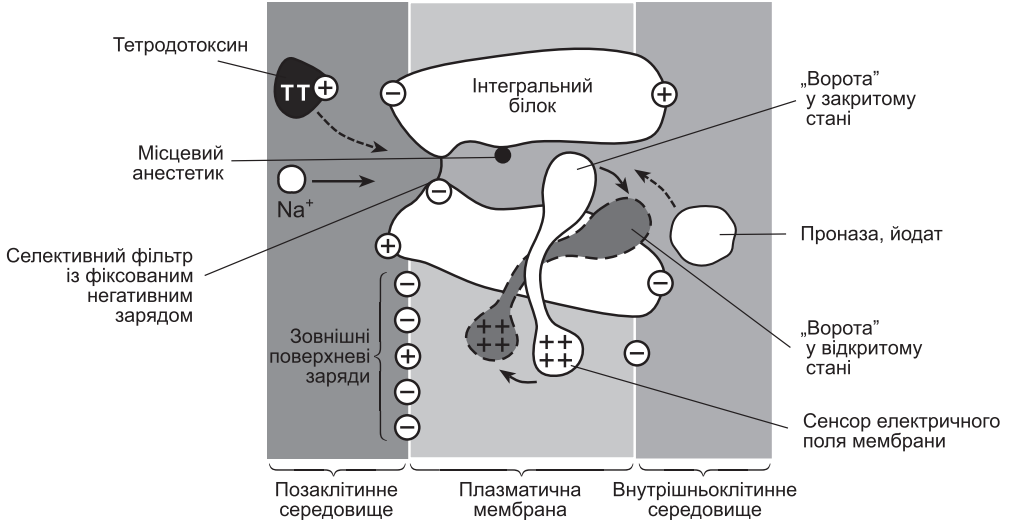 Тетродотоксин
ТТ
+
−
Інтегральний
білок
+
„Ворота”
у закритому
стані
Місцевий
анестетик
Na⁺
−
Проназа, йодат
Селективний фільтр
із фіксованим
негативним
зарядом
+
−
−
−
+
−
−
Зовнішні
поверхневі
заряди
++
++
++
++
−
„Ворота”
у відкритому
стані
Сенсор електричного
поля мембрани
Позаклітинне
середовище
Плазматична
мембрана
Внутрішньоклітинне
середовище